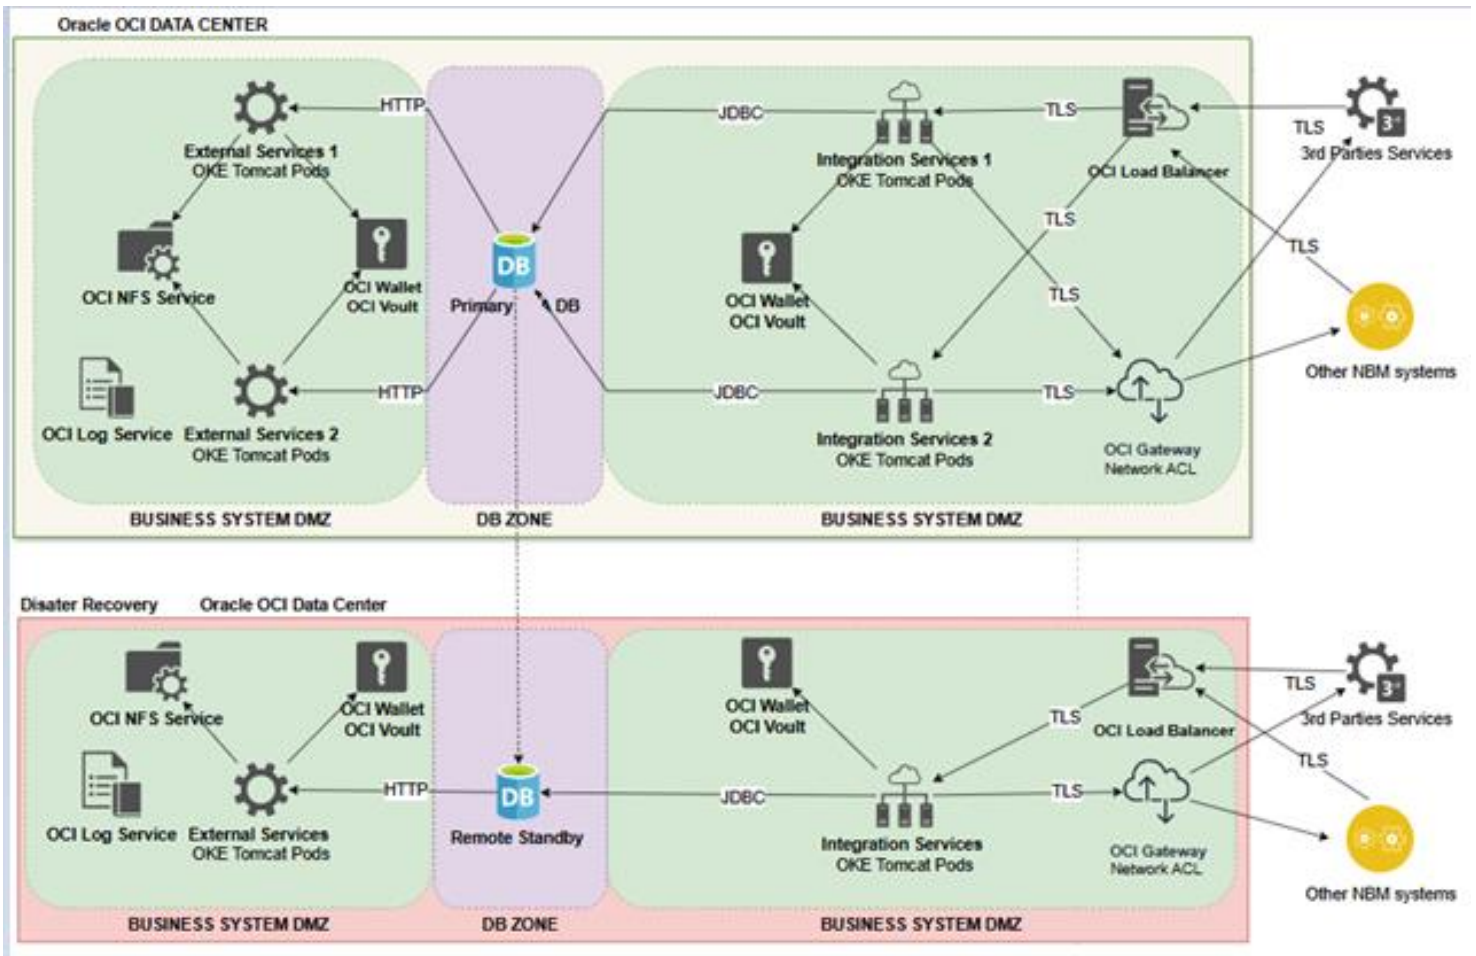 Oracle OCI DATA CENTER
HTTP
JDBC
TLS
TLS
External Services 1
OKE Tomcat Pods
Integration Services 1
OKE Tomcat Pods
OCI Load Balancer
3rd
3rd Parties Services
TLS
TLS
OCI NFS Service
OCI Wallet
OCI Voult
DB
Primary
A DB
OCI Wallet
OCI Voult
TLS
Other NBM systems
HTTP
JDBC
TLS
OCI Log Service
External Services 2
OKE Tomcat Pods
Integration Services 2
OKE Tomcat Pods
OCI Gateway
Network ACL
BUSINESS SYSTEM DMZ
DB ZONE
BUSINESS SYSTEM DMZ
Disater Recovery
Oracle OCI Data Center
OCI NFS Service
OCI Wallet
OCI Voult
OCI Wallet
OCI Voult
TLS
OCI Load Balancer
TLS
3rd
3rd Parties Services
TLS
OCI Log Service
External Services
OKE Tomcat Pods
HTTP
DB
Remote Standby
JDBC
Integration Services
OKE Tomcat Pods
TLS
OCI Gateway
Network ACL
Other NBM systems
BUSINESS SYSTEM DMZ
DB ZONE
BUSINESS SYSTEM DMZ